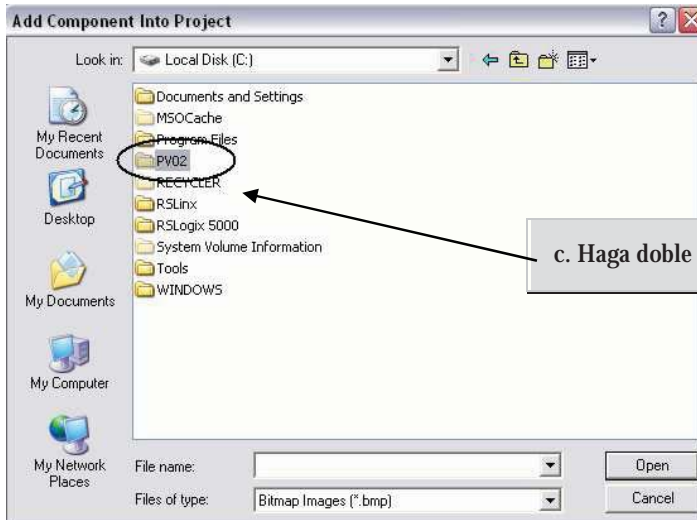 Add Component Into Project
Look in: Local Disk (C:)
My Recent Documents
Desktop
My Documents
My Computer
My Network Places
Documents and Settings
MSOCache
Program Files
PV02
RECYCLER
RSLinx
RSLogix 5000
System Volume Information
Tools
WINDOWS
c. Haga doble
File name:
Open
Files of type: Bitmap Images (*.bmp)
Cancel